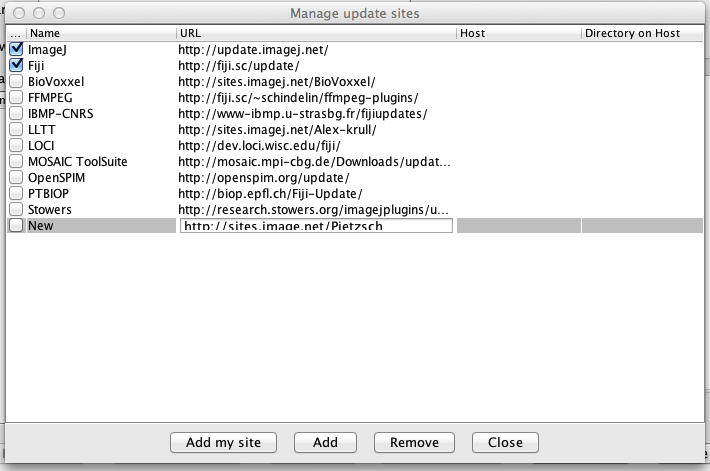 Manage update sites
... Name URL Host Directory on Host
ImageJ http://update.imagej.net/
Fiji http://fiji.sc/update/
BioVoxxel http://sites.imagej.net/BioVoxxel/
FFMPEG http://fiji.sc/~schindelin/ffmpeg-plugins/
IBMP-CNRS http://www-ibmp.u-strasbg.fr/fijiupdates/
LLTT http://sites.imagej.net/Alex-krull/
LOCI http://dev.loci.wisc.edu/fiji/
MOSAIC ToolSuite http://mosaic.mpi-cbg.de/Downloads/updat...
OpenSPIM http://openspim.org/update/
PTBIOP http://biop.epfl.ch/Fiji-Update/
Stowers http://research.stowers.org/imagejplugins/u...
New http://sites.image.net/Pietzsch
Add my site Add Remove Close